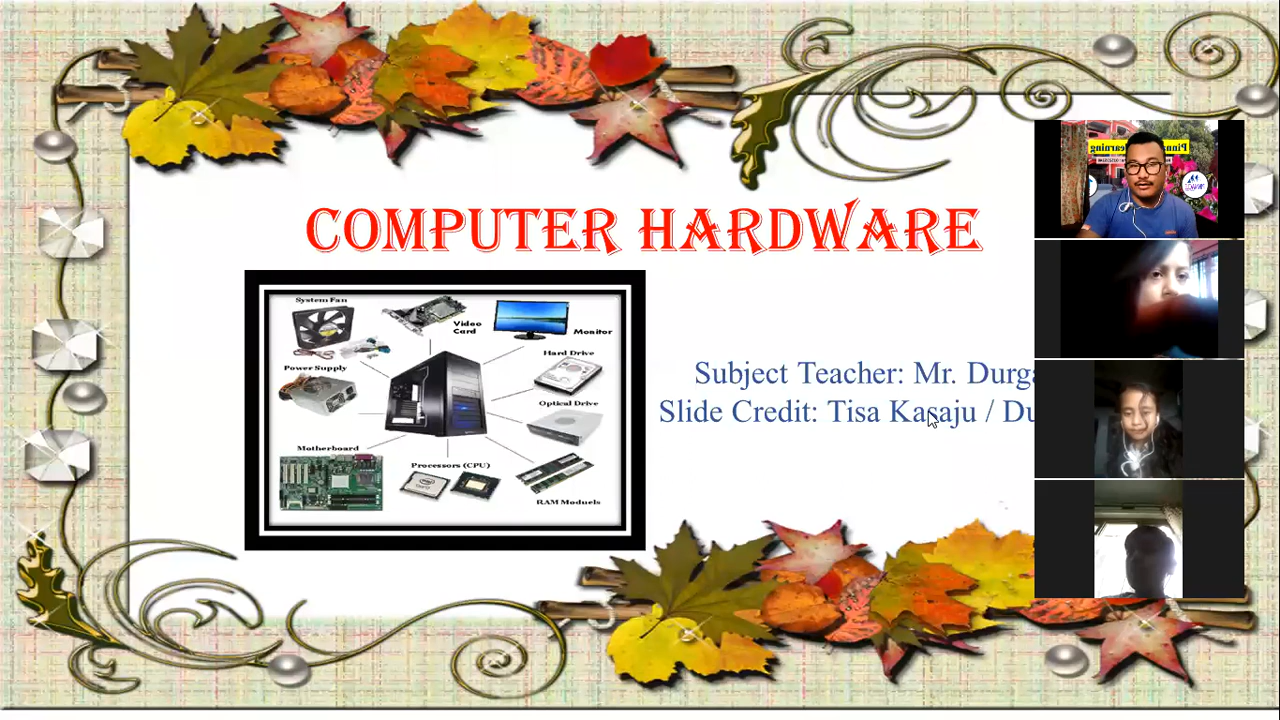 COMPUTER HARDWARE
System Fan
Video
Card
Monitor
Hard Drive
Power Supply
Optical Drive
Motherboard
Processors (CPU)
RAM Moduels
Subject Teacher: Mr. Durga
Slide Credit: Tisa Kasaju / Du